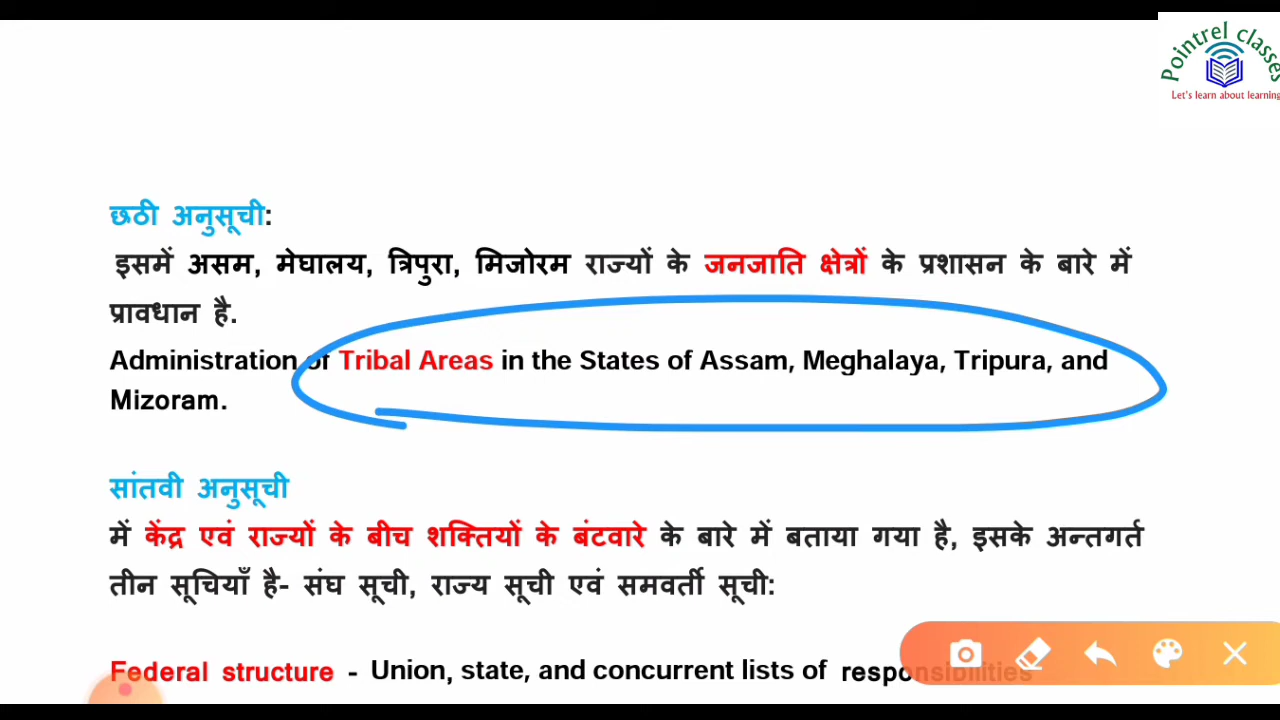 Pointrel classes
Let's learn about learning
छठी अनुसूची:
इसमें असम, मेघालय, त्रिपुरा, मिजोरम राज्यों के जनजाति क्षेत्रों के प्रशासन के बारे में
प्रावधान है.
Administration of Tribal Areas in the States of Assam, Meghalaya, Tripura, and
Mizoram.
सांतवी अनुसूची
में केंद्र एवं राज्यों के बीच शक्तियों के बंटवारे के बारे में बताया गया है, इसके अन्तगर्त
तीन सूचियाँ है- संघ सूची, राज्य सूची एवं समवर्ती सूची:
Federal structure - Union, state, and concurrent lists of responsibilities